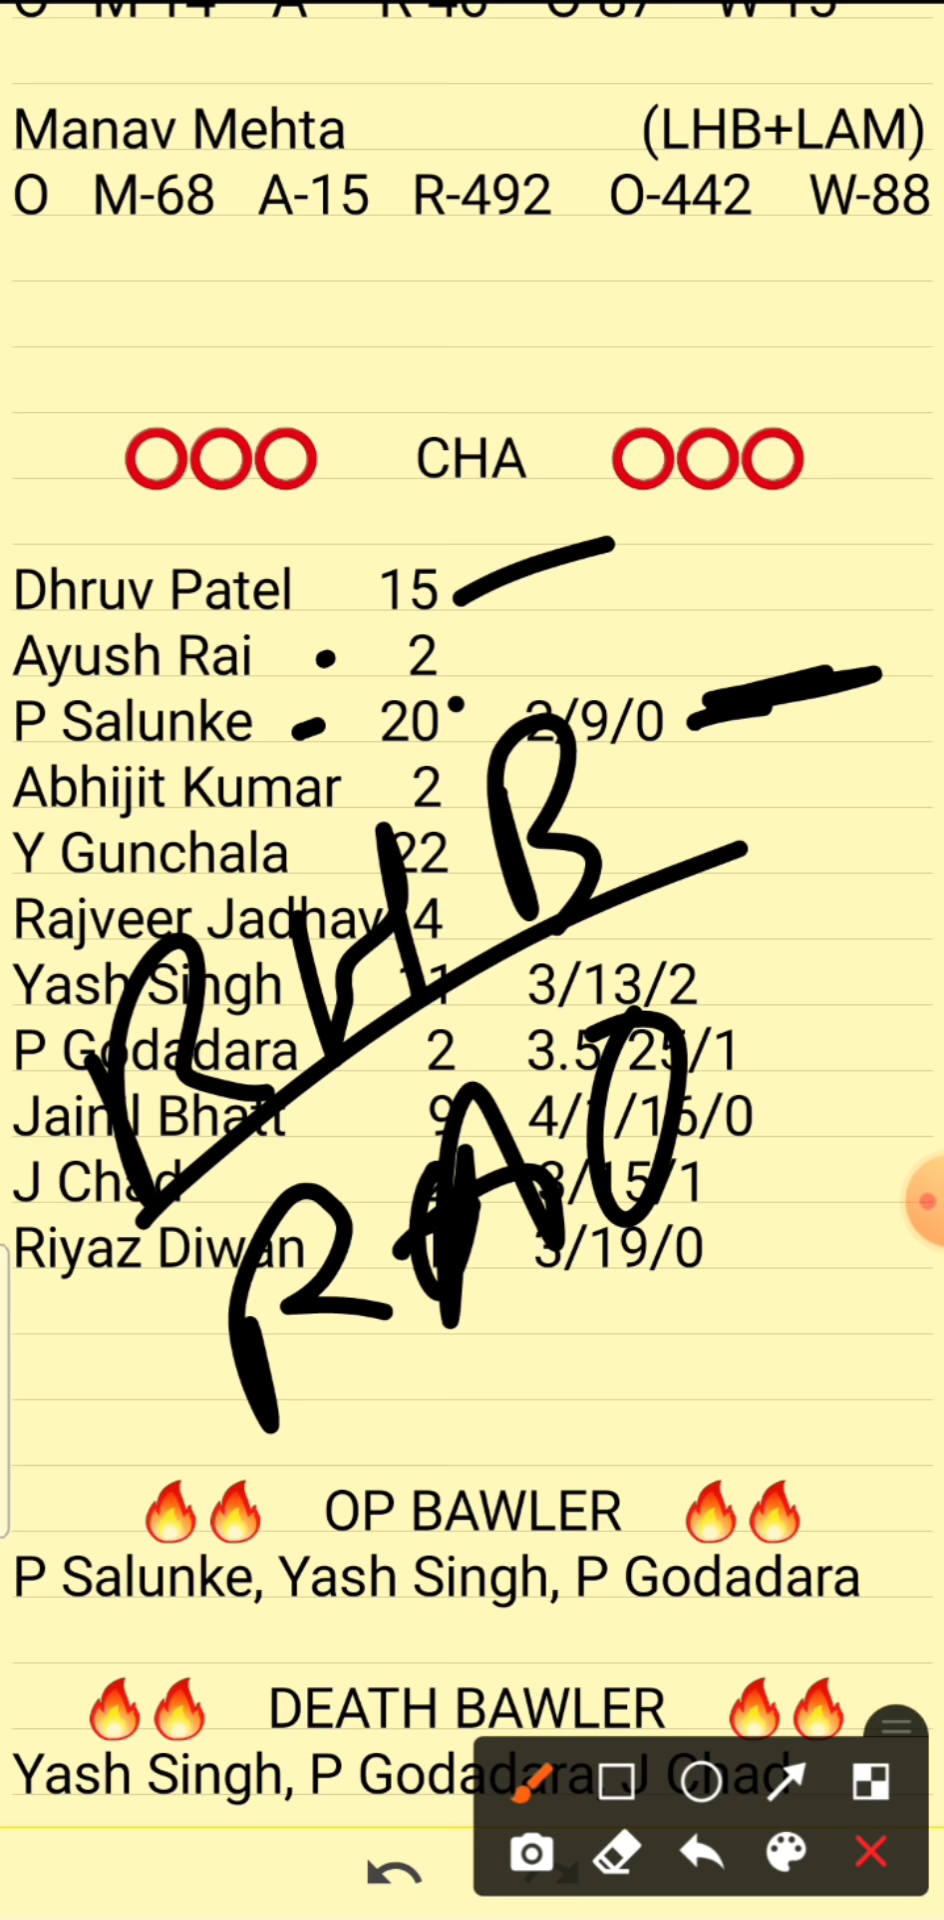 Manav Mehta (LHB+LAM)
O M-68 A-15 R-492 O-442 W-88
⭕⭕⭕ CHA ⭕⭕⭕
Dhruv Patel 15
Ayush Rai 2
P Salunke 20 2/9/0
Abhijit Kumar 2
Y Gunchala 22
Rajveer Jadhav 4
Yash Singh 11 3/13/2
P Godadara 2 3.5/25/1
Jainil Bhatt 9 4/1/16/0
J Chad 3/15/1
Riyaz Diwan 3/19/0
RHB
RAO
🔥🔥 OP BAWLER 🔥🔥
P Salunke, Yash Singh, P Godadara
🔥🔥 DEATH BAWLER 🔥🔥
Yash Singh, P Godadara J Chad